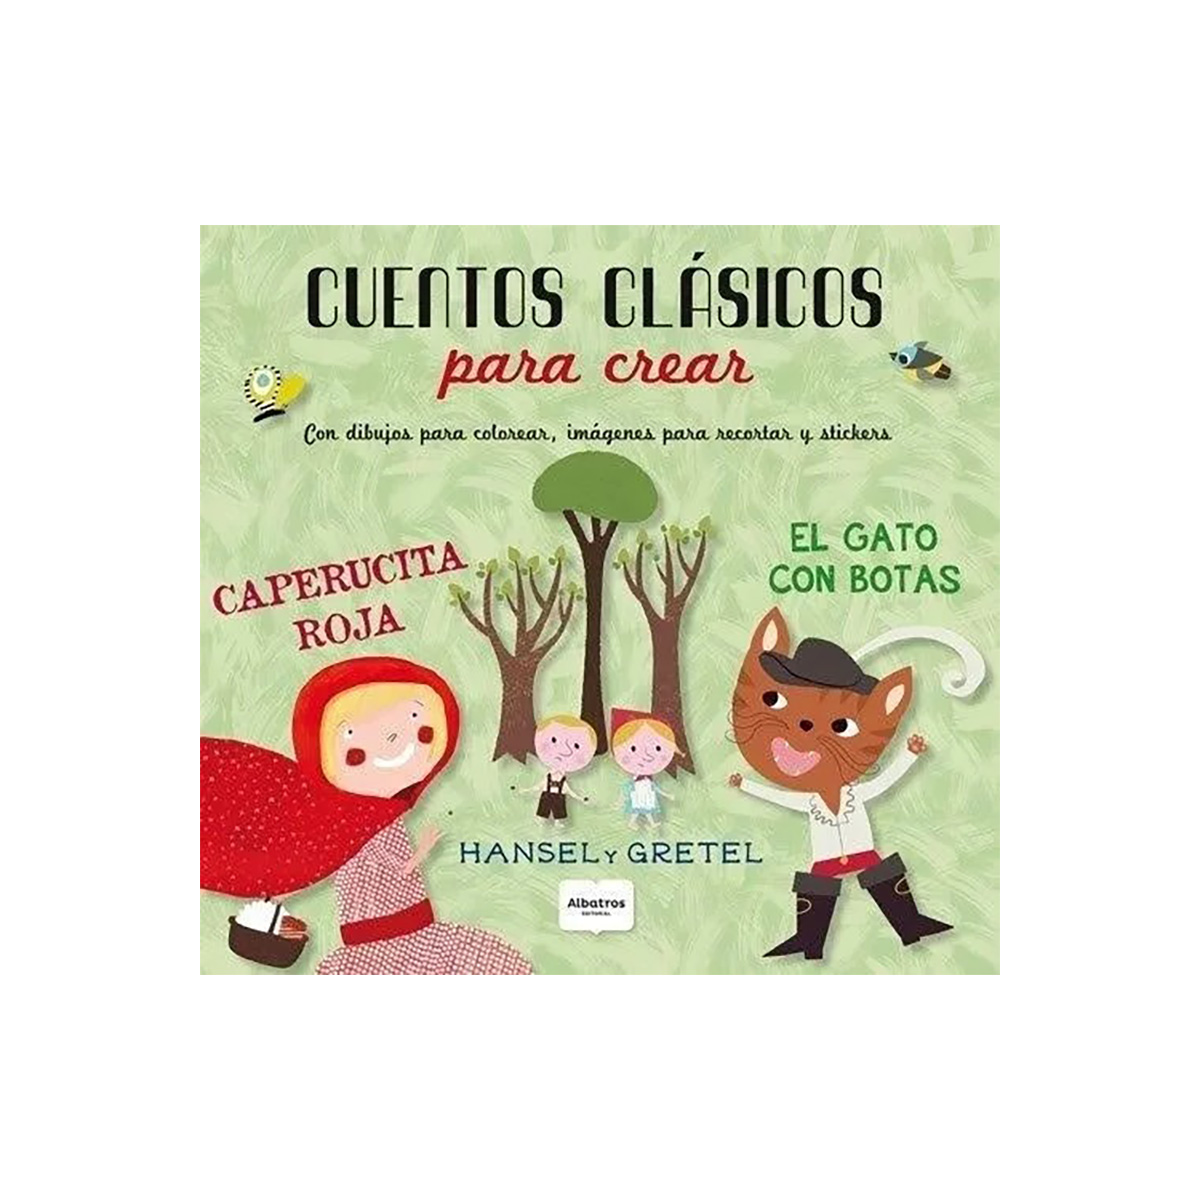 CUENTOS CLÁSICOS
para crear
Con dibujos para colorear, imágenes para recortar y stickers
CAPERUCITA
ROJA
EL GATO
CON BOTAS
HANSEL Y GRETEL
Albatros
EDITORIAL